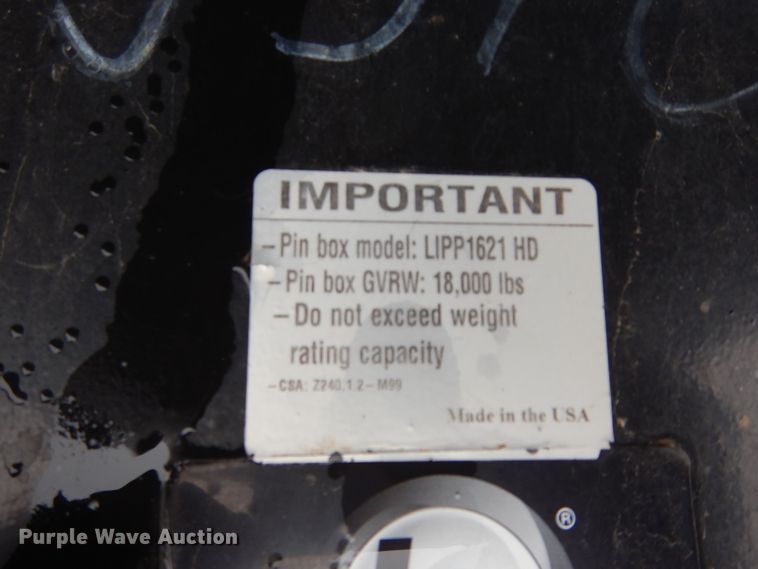 IMPORTANT
– Pin box model: LIPP1621 HD
– Pin box GVRW: 18,000 lbs
– Do not exceed weight
rating capacity
– CSA: Z240.1.2 – M99
Made in the USA
®
Purple Wave Auction